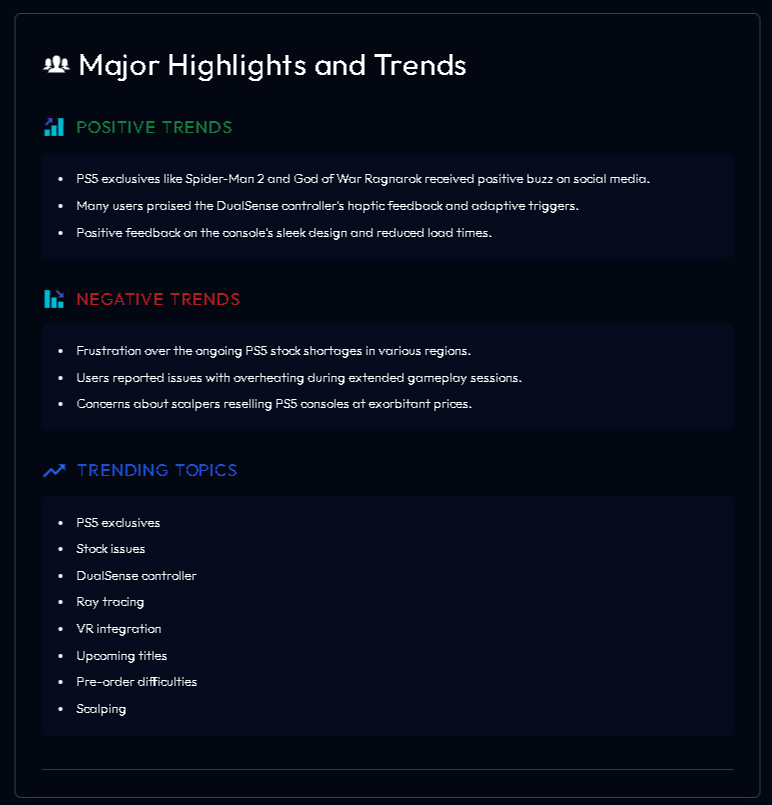 Major Highlights and Trends
POSITIVE TRENDS
• PS5 exclusives like Spider-Man 2 and God of War Ragnarok received positive buzz on social media.
• Many users praised the DualSense controller's haptic feedback and adaptive triggers.
• Positive feedback on the console's sleek design and reduced load times.
NEGATIVE TRENDS
• Frustration over the ongoing PS5 stock shortages in various regions.
• Users reported issues with overheating during extended gameplay sessions.
• Concerns about scalpers reselling PS5 consoles at exorbitant prices.
TRENDING TOPICS
• PS5 exclusives
• Stock issues
• DualSense controller
• Ray tracing
• VR integration
• Upcoming titles
• Pre-order difficulties
• Scalping